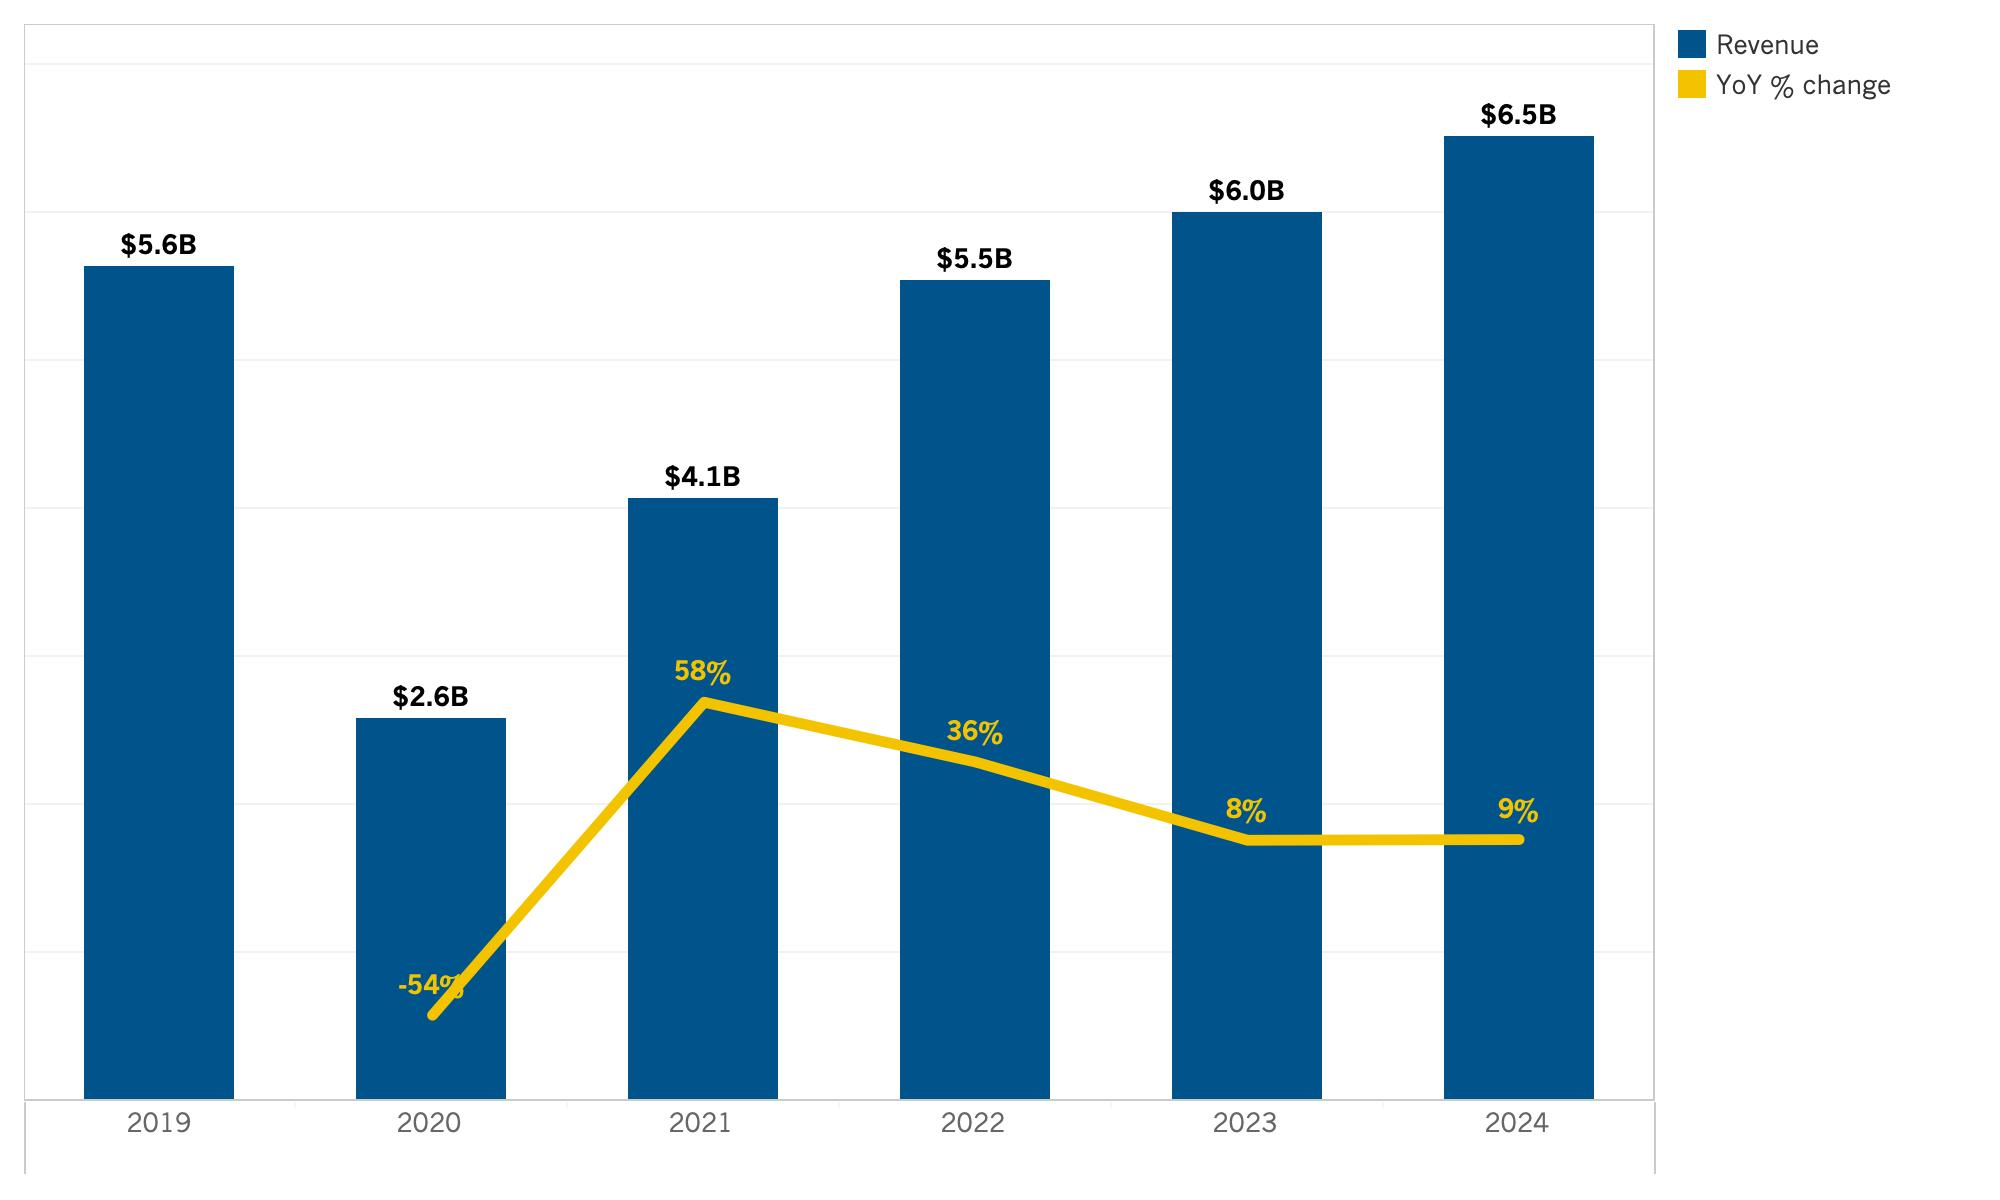 Revenue
YoY % change
$5.6B
$2.6B
$4.1B
$5.5B
$6.0B
$6.5B
-54%
58%
36%
8%
9%
2019 2020 2021 2022 2023 2024